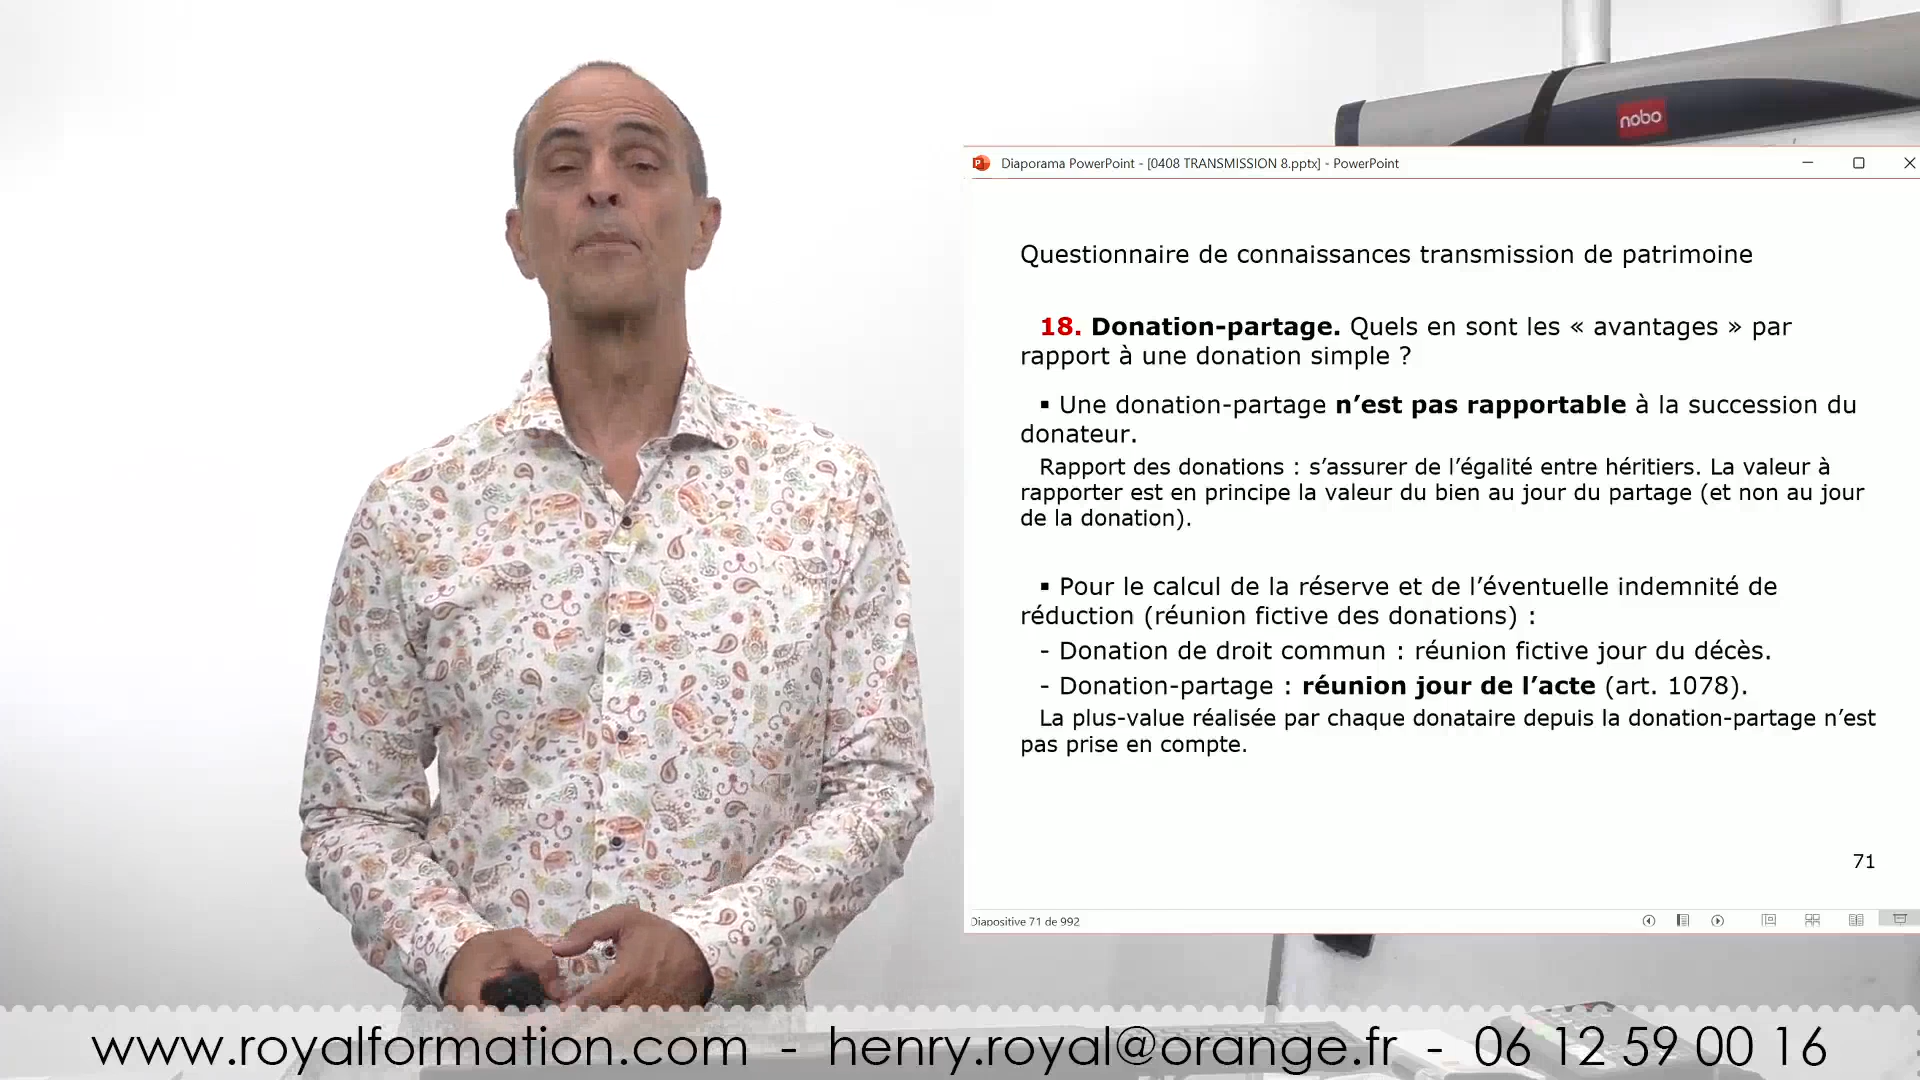 nobo
Diaporama PowerPoint - [0408 TRANSMISSION 8.pptx] - PowerPoint
Questionnaire de connaissances transmission de patrimoine
18. Donation-partage. Quels en sont les « avantages » par
rapport à une donation simple ?
▪ Une donation-partage n’est pas rapportable à la succession du
donateur.
Rapport des donations : s’assurer de l’égalité entre héritiers. La valeur à
rapporter est en principe la valeur du bien au jour du partage (et non au jour
de la donation).
▪ Pour le calcul de la réserve et de l’éventuelle indemnité de
réduction (réunion fictive des donations) :
- Donation de droit commun : réunion fictive jour du décès.
- Donation-partage : réunion jour de l’acte (art. 1078).
La plus-value réalisée par chaque donataire depuis la donation-partage n’est
pas prise en compte.
71
Diapositive 71 de 992
www.royalformation.com - henry.royal@orange.fr - 06 12 59 00 16